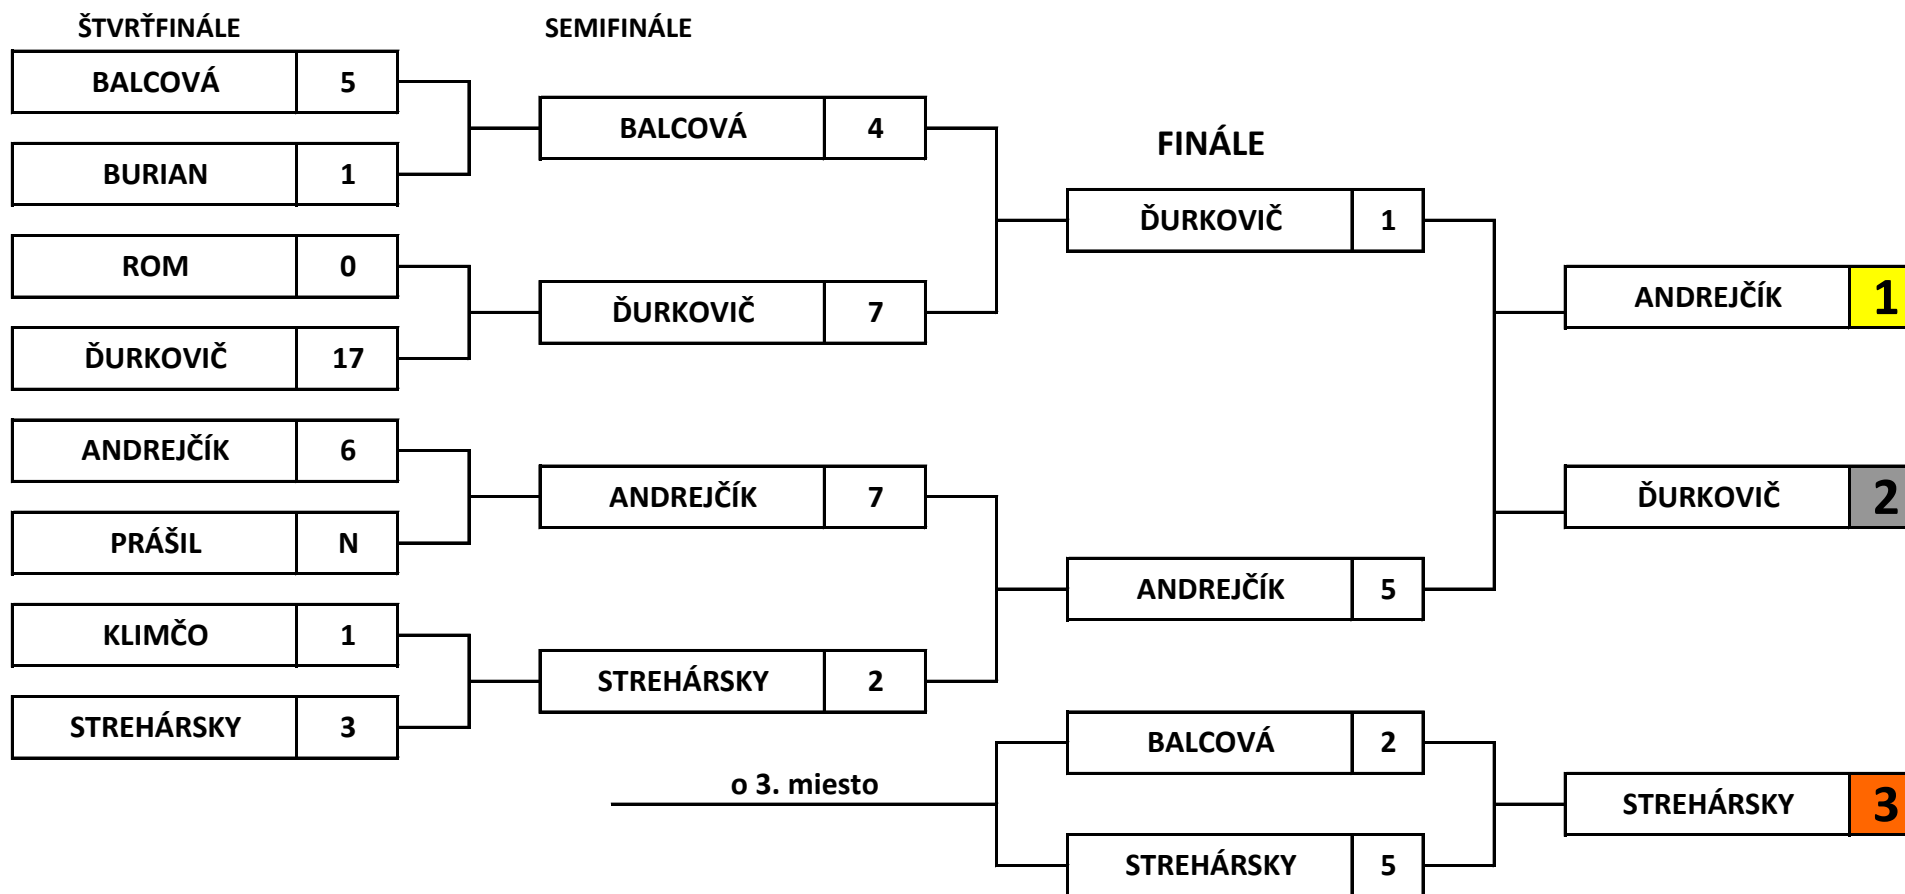 ŠTVRŤFINÁLE
BALCOVÁ 5
BURIAN 1
ROM 0
ĎURKOVIČ 17
ANDREJČÍK 6
PRÁŠIL N
KLIMČO 1
STREHÁRSKY 3
SEMIFINÁLE
BALCOVÁ 4
ĎURKOVIČ 7
ANDREJČÍK 7
STREHÁRSKY 2
FINÁLE
ĎURKOVIČ 1
ANDREJČÍK 5
o 3. miesto
BALCOVÁ 2
STREHÁRSKY 5
ANDREJČÍK 1
ĎURKOVIČ 2
STREHÁRSKY 3